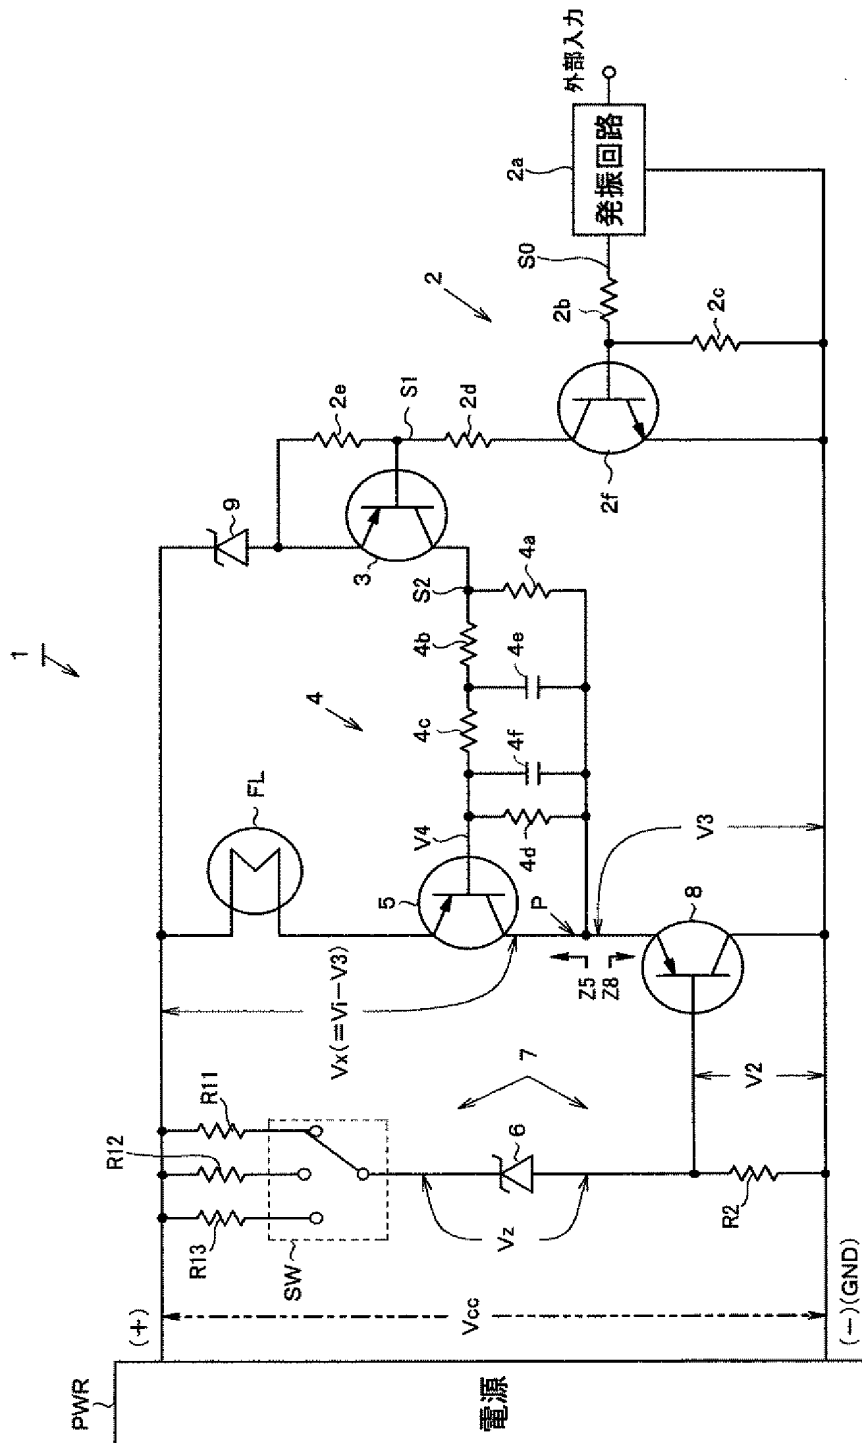 1
PWR
電源
(+)
(−)(GND)
Vcc
R11
R12
R13
SW
Vz
6
7
R2
V2
8
Vx(=Vi−V3)
FL
5
V4
P
Z5
Z8
V3
4
4a
4b
4c
4d
4e
4f
S2
3
9
2e
S1
2d
2f
2
2b
2c
S0
2a
発振回路
外部入力